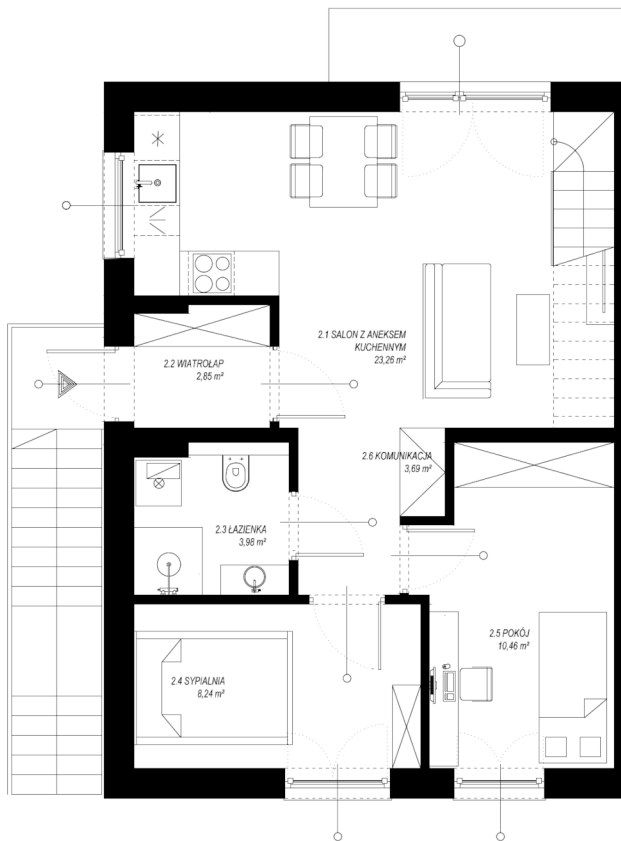 2.1 SALON Z ANEKSEM
KUCHENNYM
23,26 m²
2.2 WIATROŁAP
2,85 m²
2.6 KOMUNIKACJA
3,69 m²
2.3 ŁAZIENKA
3,98 m²
2.5 POKÓJ
10,46 m²
2.4 SYPIALNIA
8,24 m²